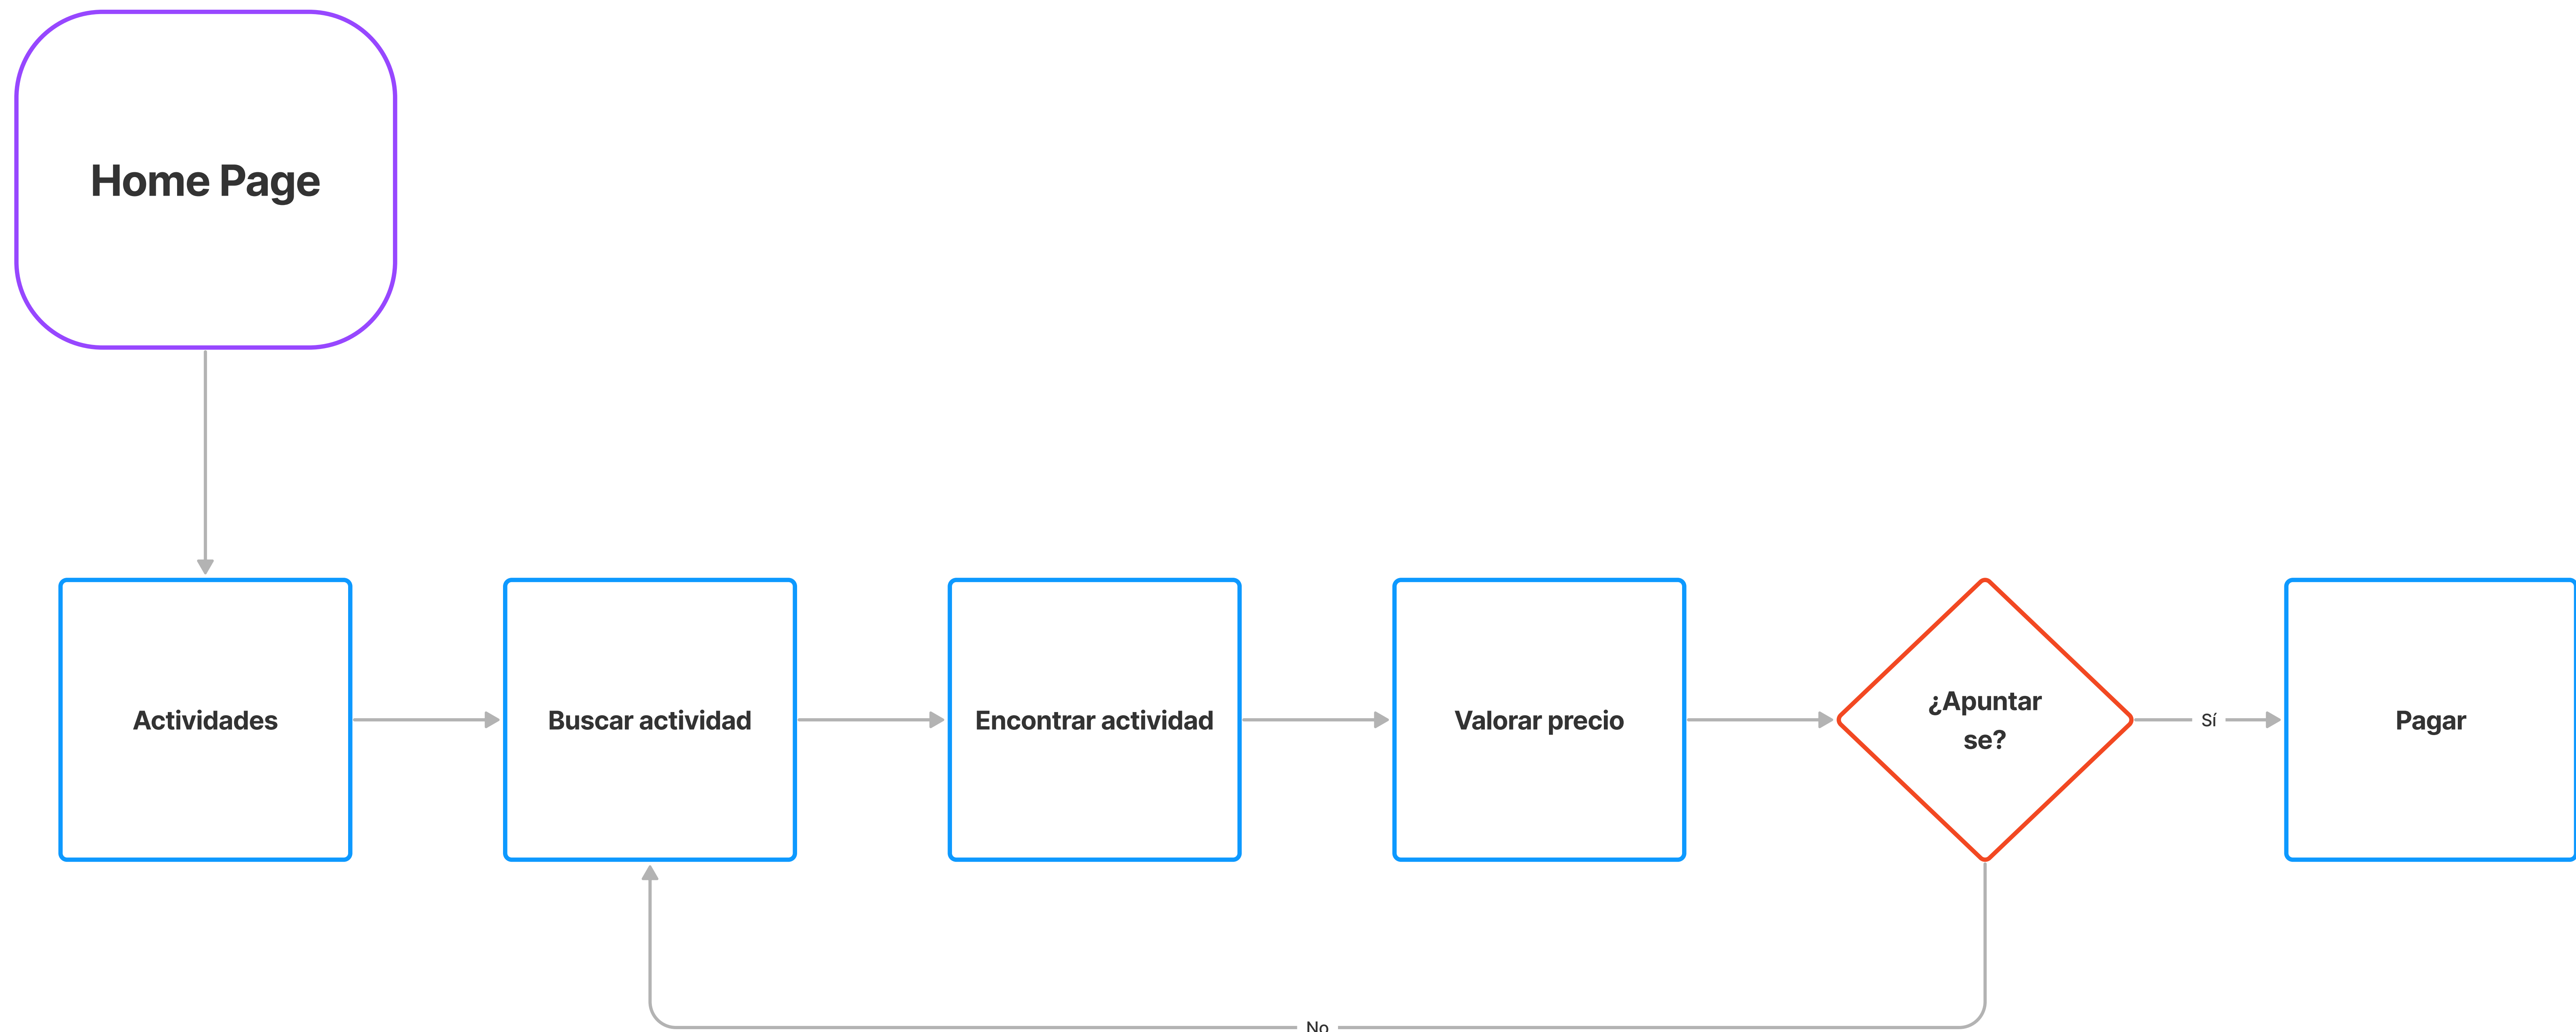 Home Page
Actividades
Buscar actividad
Encontrar actividad
Valorar precio
¿Apuntar
se?
Sí
Pagar
No